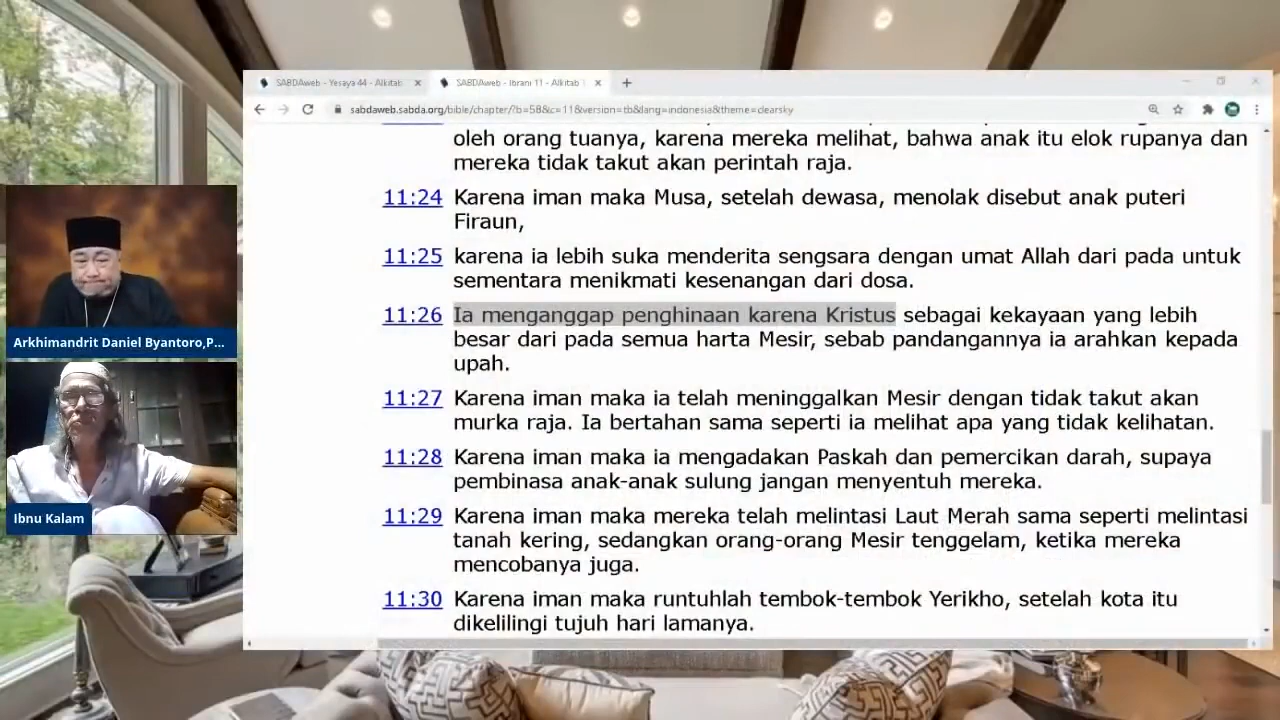 SABDAweb - Yesaya 44 - Alkitab
SABDAweb - Ibrani 11 - Alkitab
sabdaweb.sabda.org/bible/chapter/?b=58&c=11&version=tb&lang=indonesia&theme=clearsky
oleh orang tuanya, karena mereka melihat, bahwa anak itu elok rupanya dan
mereka tidak takut akan perintah raja.
11:24 Karena iman maka Musa, setelah dewasa, menolak disebut anak puteri
Firaun,
11:25 karena ia lebih suka menderita sengsara dengan umat Allah dari pada untuk
sementara menikmati kesenangan dari dosa.
11:26 Ia menganggap penghinaan karena Kristus sebagai kekayaan yang lebih
besar dari pada semua harta Mesir, sebab pandangannya ia arahkan kepada
upah.
11:27 Karena iman maka ia telah meninggalkan Mesir dengan tidak takut akan
murka raja. Ia bertahan sama seperti ia melihat apa yang tidak kelihatan.
11:28 Karena iman maka ia mengadakan Paskah dan pemercikan darah, supaya
pembinasa anak-anak sulung jangan menyentuh mereka.
11:29 Karena iman maka mereka telah melintasi Laut Merah sama seperti melintasi
tanah kering, sedangkan orang-orang Mesir tenggelam, ketika mereka
mencobanya juga.
11:30 Karena iman maka runtuhlah tembok-tembok Yerikho, setelah kota itu
dikelilingi tujuh hari lamanya.
Arkhimandrit Daniel Byantoro,P...
Ibnu Kalam